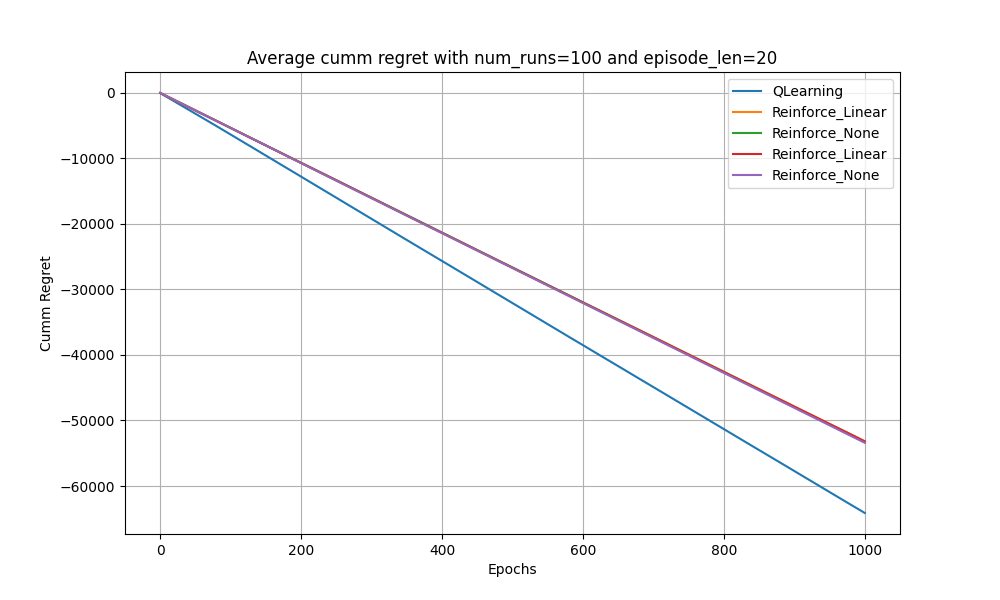 Average cumm regret with num_runs=100 and episode_len=20
QLearning
Reinforce_Linear
Reinforce_None
Reinforce_Linear
Reinforce_None
Cumm Regret
0
−10000
−20000
−30000
−40000
−50000
−60000
0 200 400 600 800 1000
Epochs